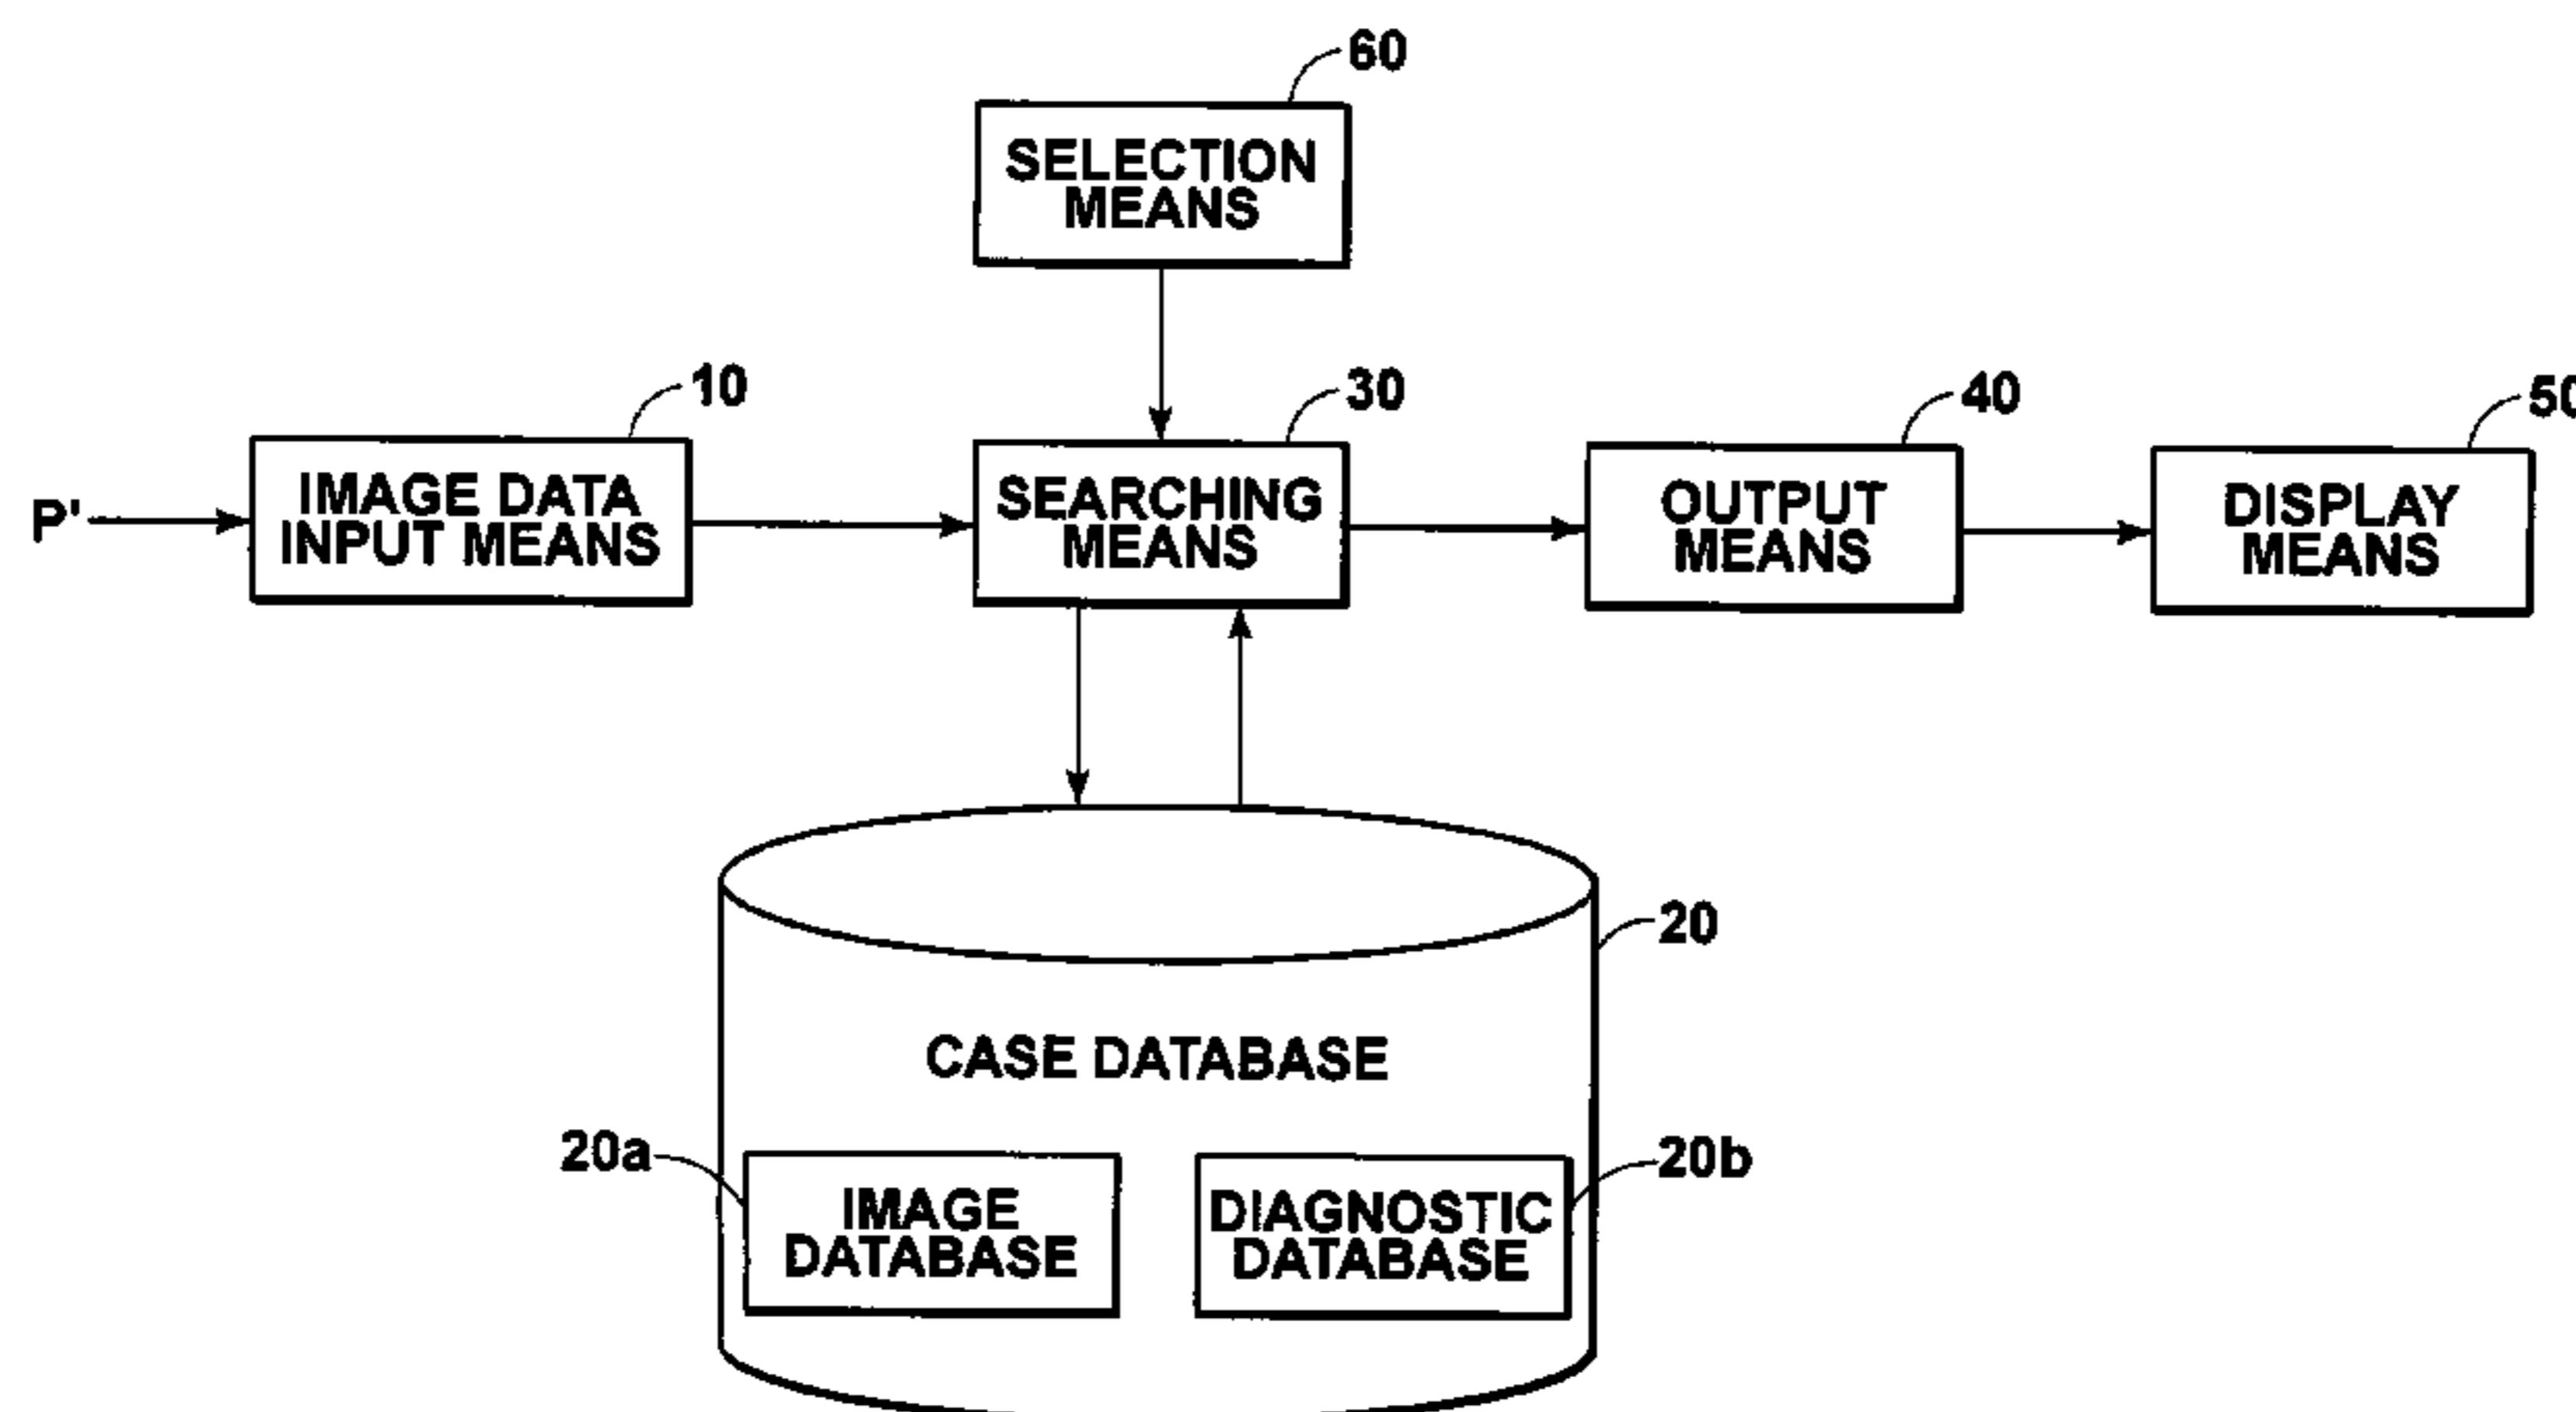 60
SELECTION
MEANS
10
30
40
50
P'
IMAGE DATA
INPUT MEANS
SEARCHING
MEANS
OUTPUT
MEANS
DISPLAY
MEANS
20
CASE DATABASE
20a
20b
IMAGE
DATABASE
DIAGNOSTIC
DATABASE